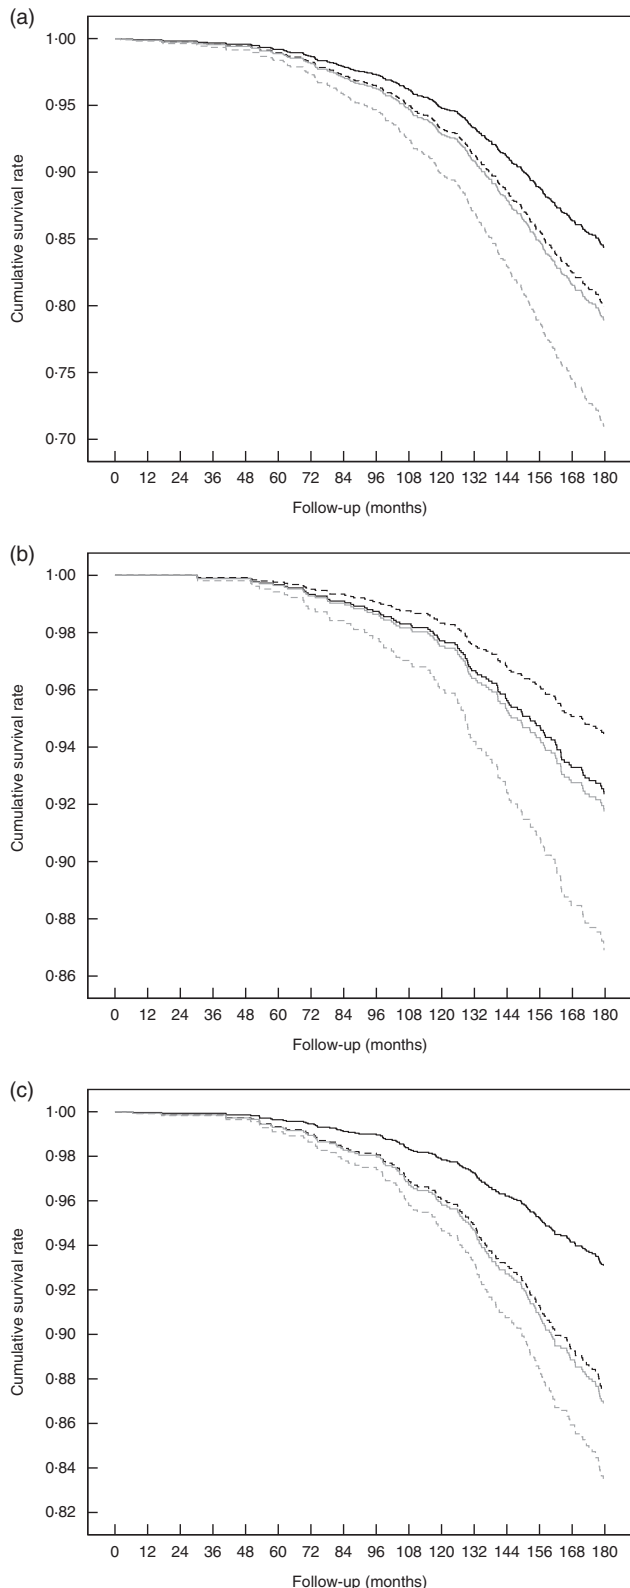 (a)
1·00
0·95
0·90
0·85
0·80
0·75
0·70
Cumulative survival rate
0 12 24 36 48 60 72 84 96 108 120 132 144 156 168 180
Follow-up (months)
(b)
1·00
0·98
0·96
0·94
0·92
0·90
0·88
0·86
Cumulative survival rate
0 12 24 36 48 60 72 84 96 108 120 132 144 156 168 180
Follow-up (months)
(c)
1·00
0·98
0·96
0·94
0·92
0·90
0·88
0·86
0·84
0·82
Cumulative survival rate
0 12 24 36 48 60 72 84 96 108 120 132 144 156 168 180
Follow-up (months)